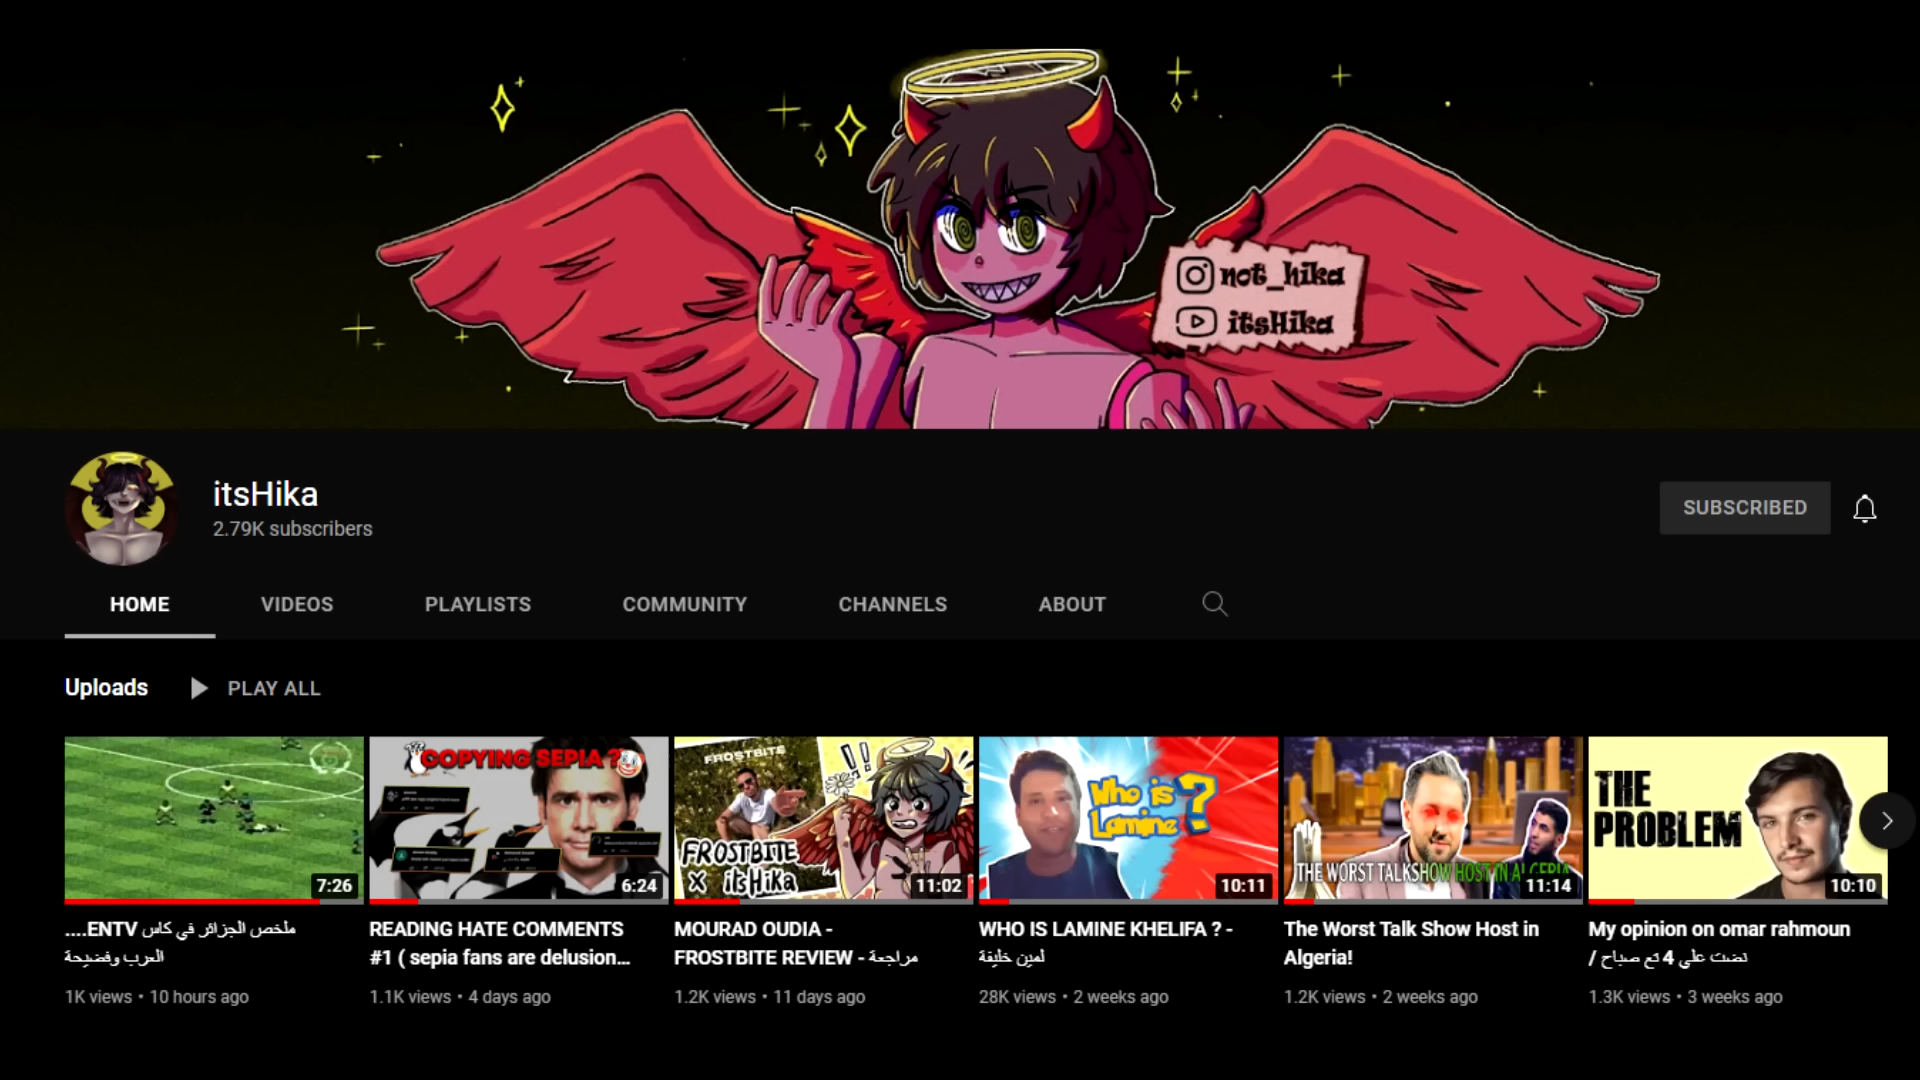 not_hika
itsHika
itsHika
2.79K subscribers
SUBSCRIBED
HOME
VIDEOS
PLAYLISTS
COMMUNITY
CHANNELS
ABOUT
Uploads
PLAY ALL
7:26
ملخص الجزائر في كاس ENTV....
العرب وفضيحة
1K views • 10 hours ago
COPYING SEPIA ?
6:24
READING HATE COMMENTS
#1 ( sepia fans are delusion...
1.1K views • 4 days ago
FROSTBITE
!!
FROSTBITE
X itsHika
11:02
MOURAD OUDIA -
FROSTBITE REVIEW - مراجعة
1.2K views • 11 days ago
Who is
Lamine ?
10:11
WHO IS LAMINE KHELIFA ? -
لمين خليفة
28K views • 2 weeks ago
THE WORST TALKSHOW HOST IN ALGERIA
11:14
The Worst Talk Show Host in
Algeria!
1.2K views • 2 weeks ago
THE
PROBLEM
10:10
My opinion on omar rahmoun
/ نضت على 4 تع صباح
1.3K views • 3 weeks ago